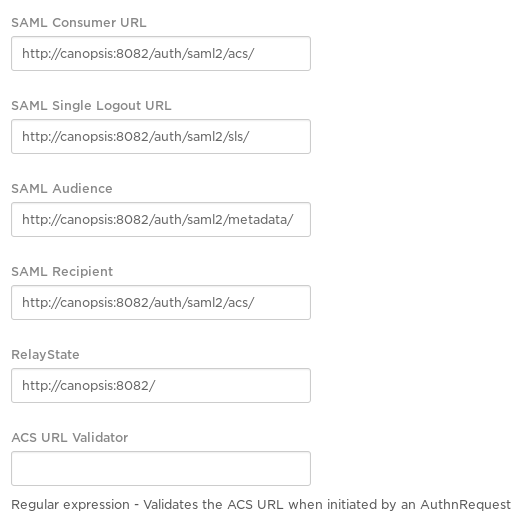 SAML Consumer URL
http://canopsis:8082/auth/saml2/acs/
SAML Single Logout URL
http://canopsis:8082/auth/saml2/sls/
SAML Audience
http://canopsis:8082/auth/saml2/metadata/
SAML Recipient
http://canopsis:8082/auth/saml2/acs/
RelayState
http://canopsis:8082/
ACS URL Validator
Regular expression - Validates the ACS URL when initiated by an AuthnRequest